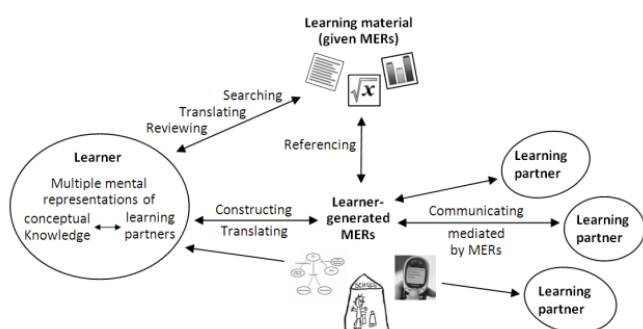 Learning material
(given MERs)
√x
Searching
Translating
Reviewing
Referencing
Learner
Multiple mental
representations of
conceptual learning
Knowledge partners
Constructing
Translating
Learner-
generated
MERs
Communicating
mediated
by MERs
Learning
partner
Learning
partner
Learning
partner